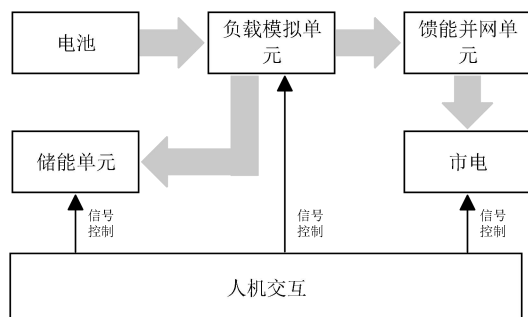 电池
负载模拟单
元
馈能并网单
元
储能单元
市电
信号
控制
信号
控制
信号
控制
人机交互